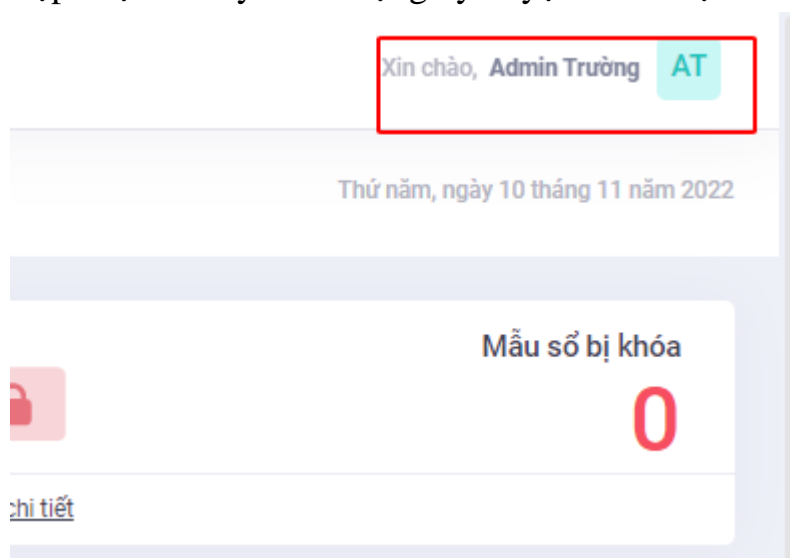 Xin chào, Admin Trường AT
Thứ năm, ngày 10 tháng 11 năm 2022
Mẫu sổ bị khóa
0
chi tiết